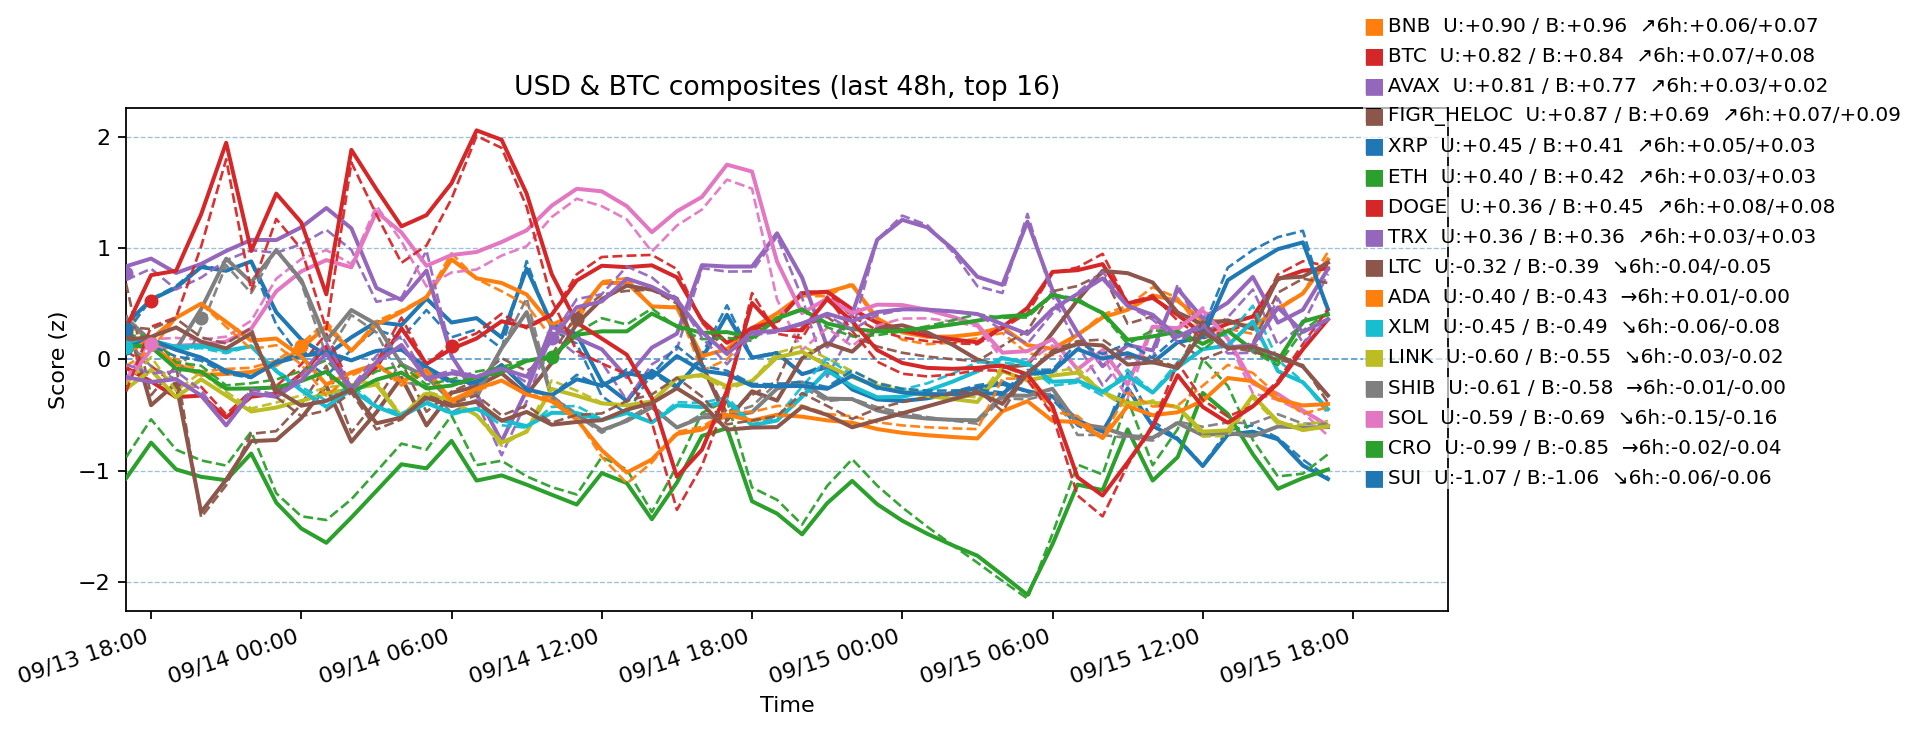 BNB U:+0.90 / B:+0.96 ↗6h:+0.06/+0.07
BTC U:+0.82 / B:+0.84 ↗6h:+0.07/+0.08
AVAX U:+0.81 / B:+0.77 ↗6h:+0.03/+0.02
FIGR_HELOC U:+0.87 / B:+0.69 ↗6h:+0.07/+0.09
XRP U:+0.45 / B:+0.41 ↗6h:+0.05/+0.03
ETH U:+0.40 / B:+0.42 ↗6h:+0.03/+0.03
DOGE U:+0.36 / B:+0.45 ↗6h:+0.08/+0.08
TRX U:+0.36 / B:+0.36 ↗6h:+0.03/+0.03
LTC U:-0.32 / B:-0.39 ↘6h:-0.04/-0.05
ADA U:-0.40 / B:-0.43 →6h:+0.01/-0.00
XLM U:-0.45 / B:-0.49 ↘6h:-0.06/-0.08
LINK U:-0.60 / B:-0.55 ↘6h:-0.03/-0.02
SHIB U:-0.61 / B:-0.58 →6h:-0.01/-0.00
SOL U:-0.59 / B:-0.69 ↘6h:-0.15/-0.16
CRO U:-0.99 / B:-0.85 →6h:-0.02/-0.04
SUI U:-1.07 / B:-1.06 ↘6h:-0.06/-0.06
USD & BTC composites (last 48h, top 16)
Score (z)
2
1
0
−1
−2
09/13 18:00
09/14 00:00
09/14 06:00
09/14 12:00
09/14 18:00
09/15 00:00
09/15 06:00
09/15 12:00
09/15 18:00
Time